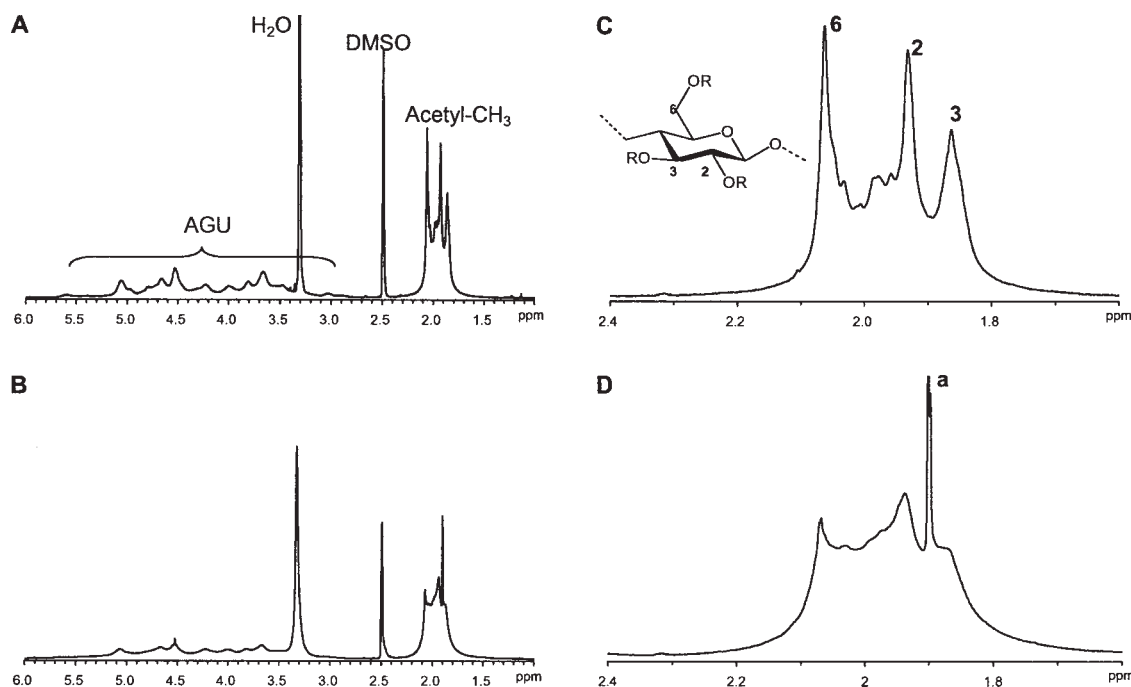 A
H₂O
DMSO
Acetyl-CH₃
AGU
6.0 5.5 5.0 4.5 4.0 3.5 3.0 2.5 2.0 1.5 ppm
C
6
2
3
OR
6
O
O
RO
3
2
OR
2.4 2.2 2.0 1.8 ppm
B
6.0 5.5 5.0 4.5 4.0 3.5 3.0 2.5 2.0 1.5 ppm
D
a
2.4 2.2 2 1.8 ppm